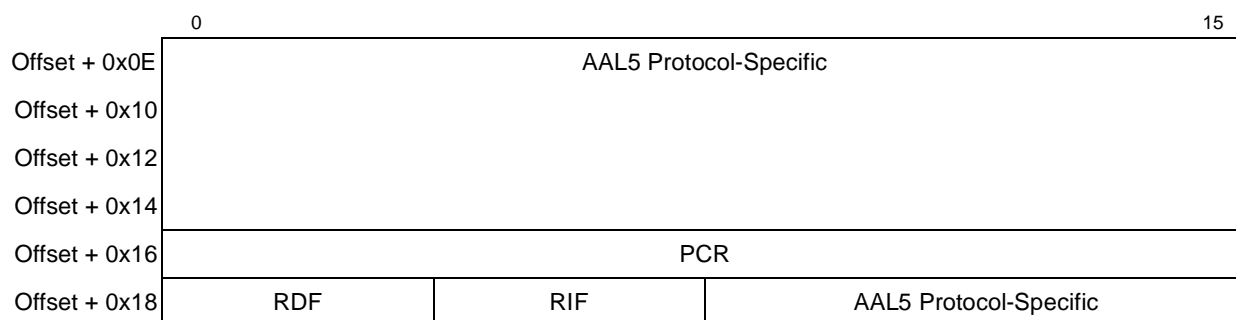 0 15
Offset + 0x0E AAL5 Protocol-Specific
Offset + 0x10
Offset + 0x12
Offset + 0x14
Offset + 0x16 PCR
Offset + 0x18 RDF RIF AAL5 Protocol-Specific